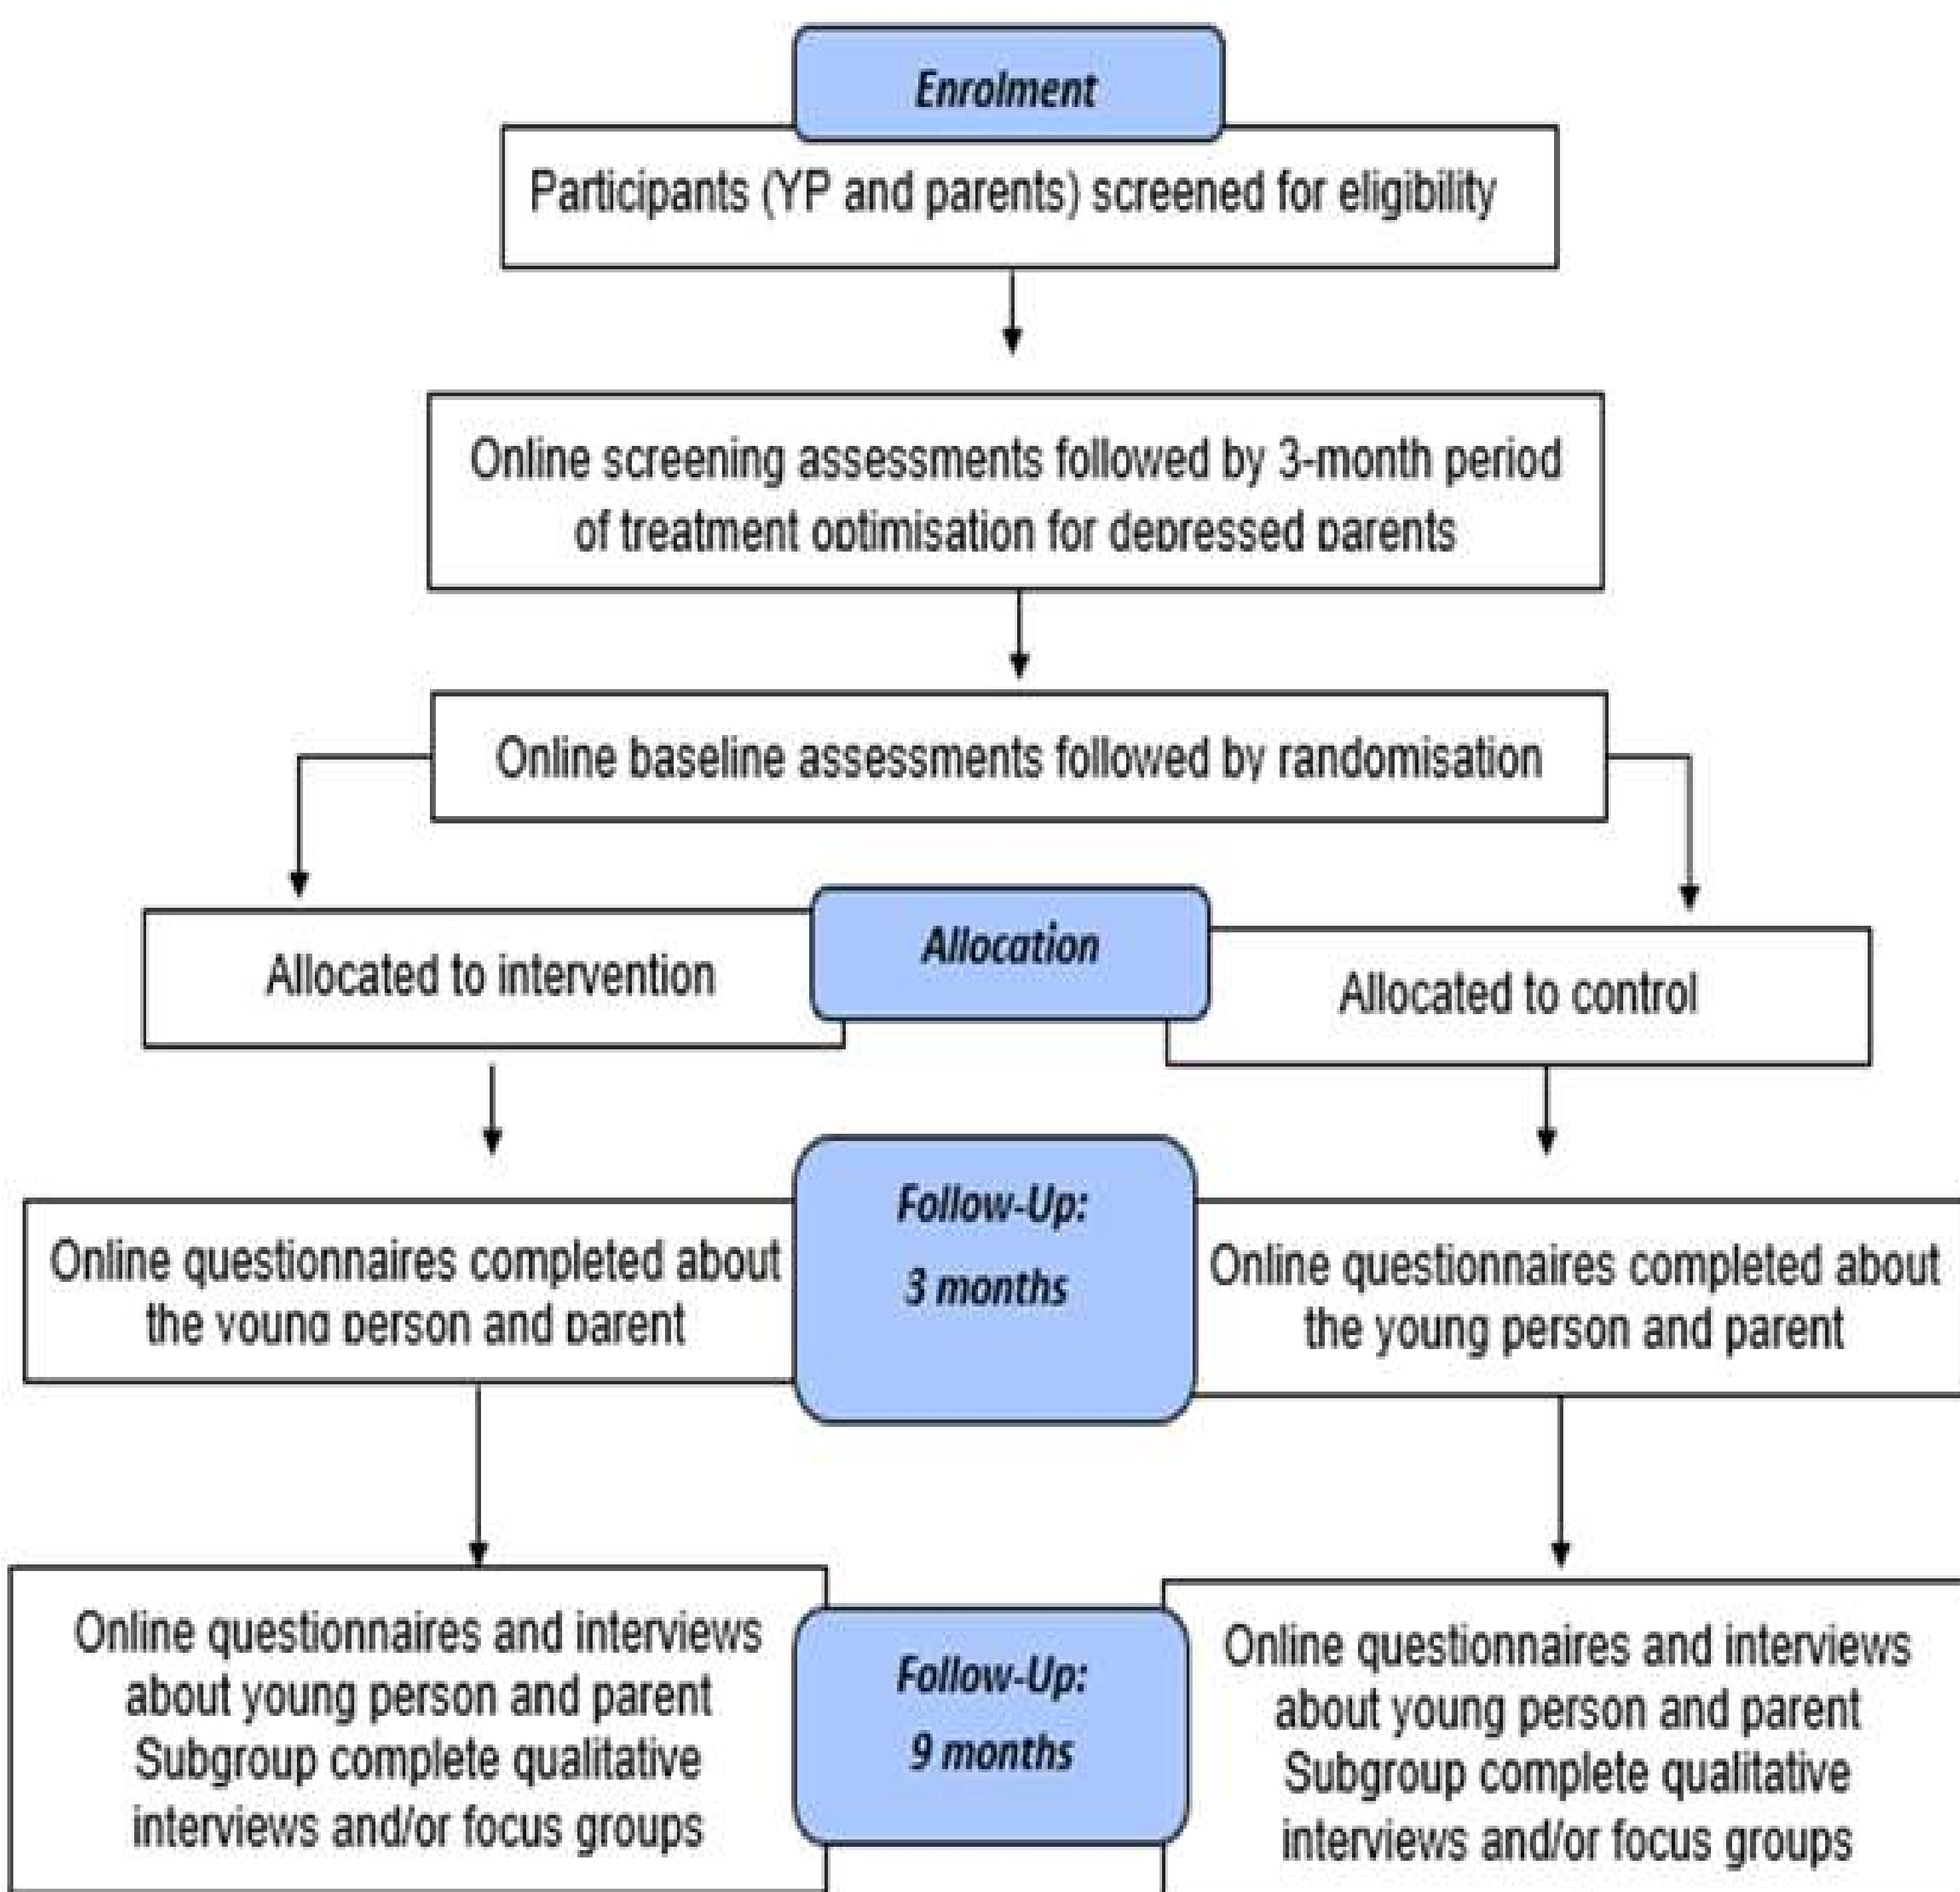 Enrolment
Participants (YP and parents) screened for eligibility
Online screening assessments followed by 3-month period
of treatment optimisation for depressed parents
Online baseline assessments followed by randomisation
Allocation
Allocated to intervention
Allocated to control
Follow-Up:
3 months
Online questionnaires completed about
the young person and parent
Online questionnaires completed about
the young person and parent
Follow-Up:
9 months
Online questionnaires and interviews
about young person and parent
Subgroup complete qualitative
interviews and/or focus groups
Online questionnaires and interviews
about young person and parent
Subgroup complete qualitative
interviews and/or focus groups